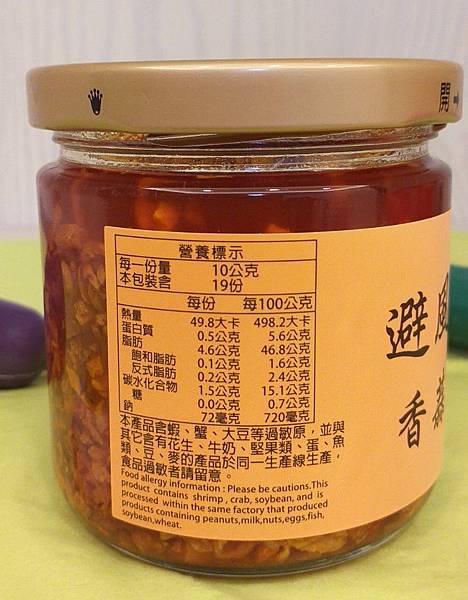 開→
營養標示
每一份量 10公克
本包裝含 19份
每份 每100公克
熱量 49.8大卡 498.2大卡
蛋白質 0.5公克 5.6公克
脂肪 4.6公克 46.8公克
飽和脂肪 0.1公克 1.6公克
反式脂肪 0.2公克 2.4公克
碳水化合物 1.5公克 15.1公克
糖 0.0公克 0.7公克
鈉 72毫克 720毫克
本產品含蝦、蟹、大豆等過敏原，並與
其它含有花生、牛奶、堅果類、蛋、魚
類、豆、麥的產品於同一生產線生產，
食品過敏者請留意。
Food allergy information : Please be cautions.This
product contains shrimp , crab, soybean, and is
processed within the same factory that produced
products containing peanuts,milk,nuts,eggs,fish,
soybean,wheat.
避風
香蒜